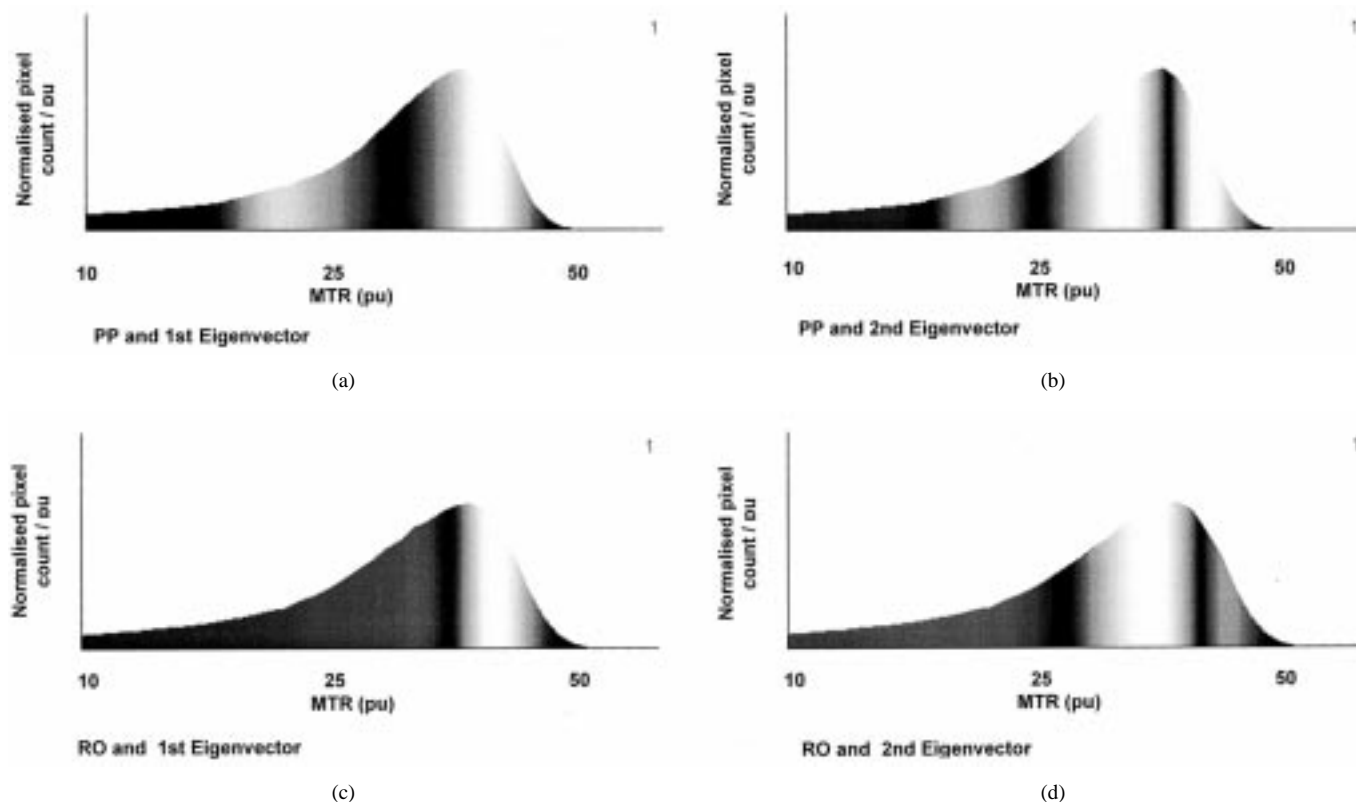 1
Normalised pixel
count / pu
10 25 50
MTR (pu)
PP and 1st Eigenvector
(a)
1
Normalised pixel
count / pu
10 25 50
MTR (pu)
PP and 2nd Eigenvector
(b)
1
Normalised pixel
count / pu
10 25 50
MTR (pu)
RO and 1st Eigenvector
(c)
1
Normalised pixel
count / pu
10 25 50
MTR (pu)
RO and 2nd Eigenvector
(d)